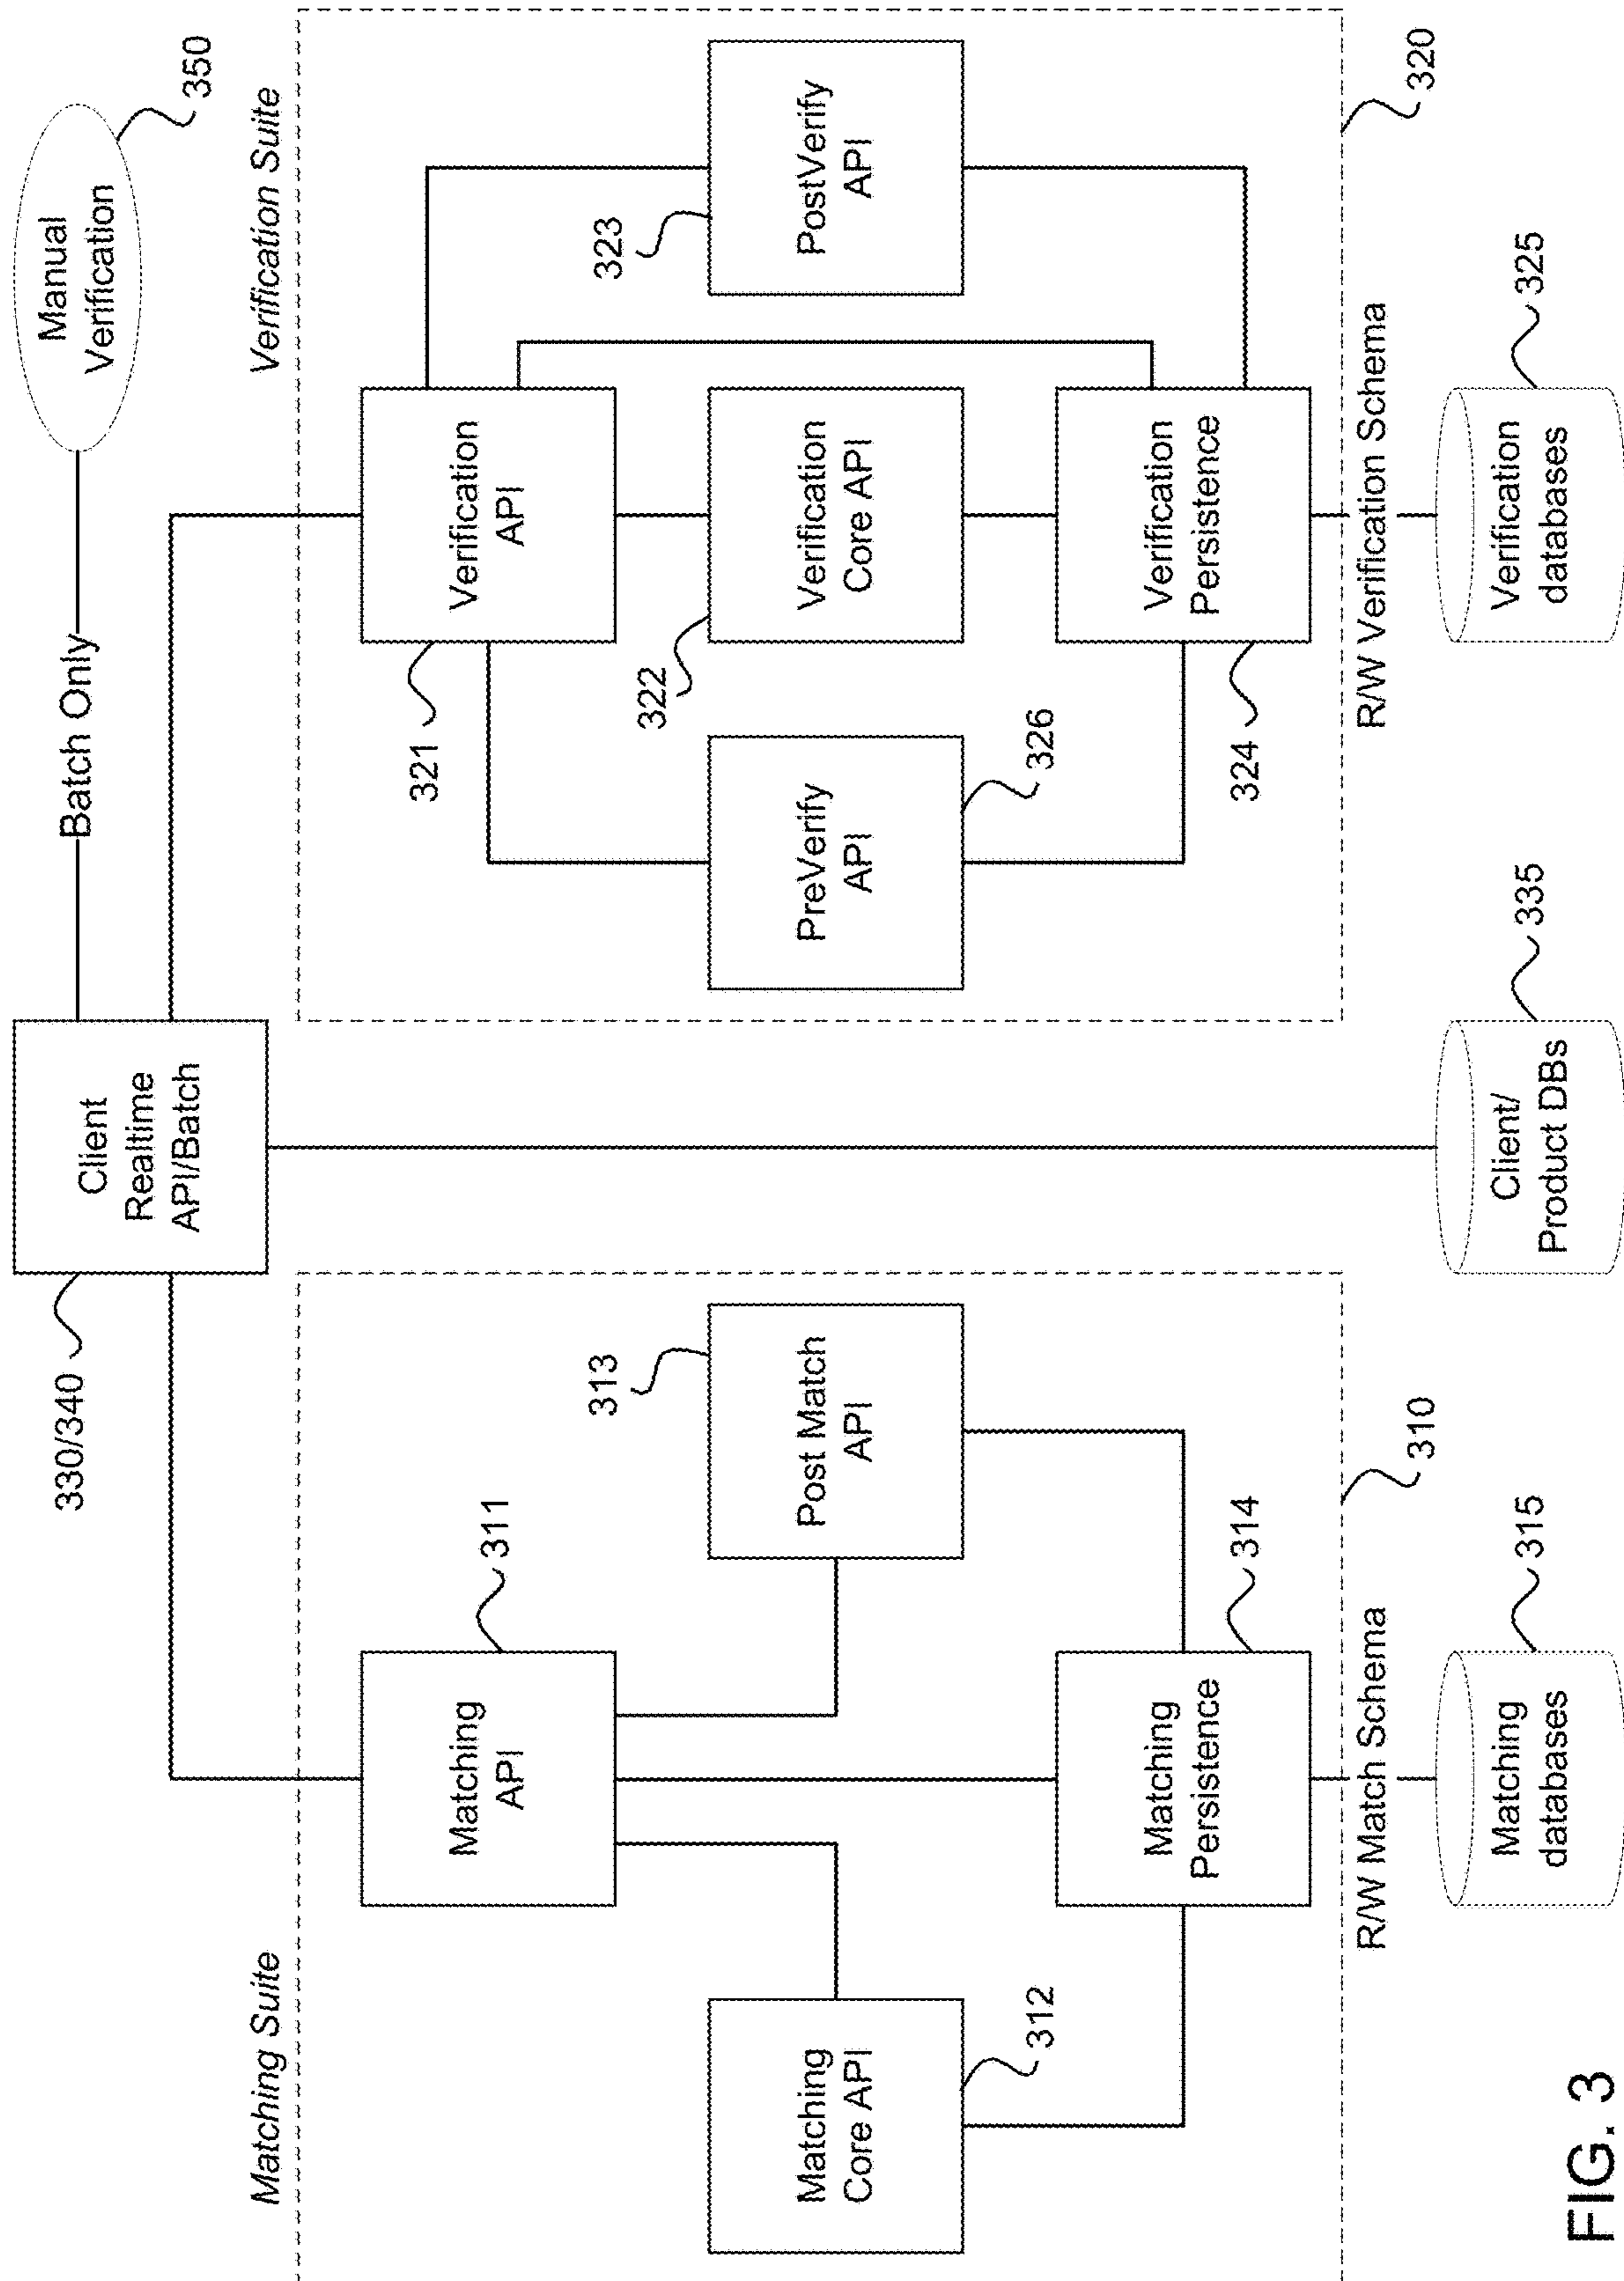 Manual
Verification
350
Batch Only
Client
Realtime
API/Batch
330/340
Matching Suite
Verification Suite
Matching
API
311
Verification
API
321
Matching
Core API
312
Post Match
API
313
PreVerify
API
326
Verification
Core API
322
PostVerify
API
323
Matching
Persistence
314
Verification
Persistence
324
310
320
R/W Match Schema
R/W Verification Schema
Matching
databases
315
Client/
Product DBs
335
Verification
databases
325
FIG. 3